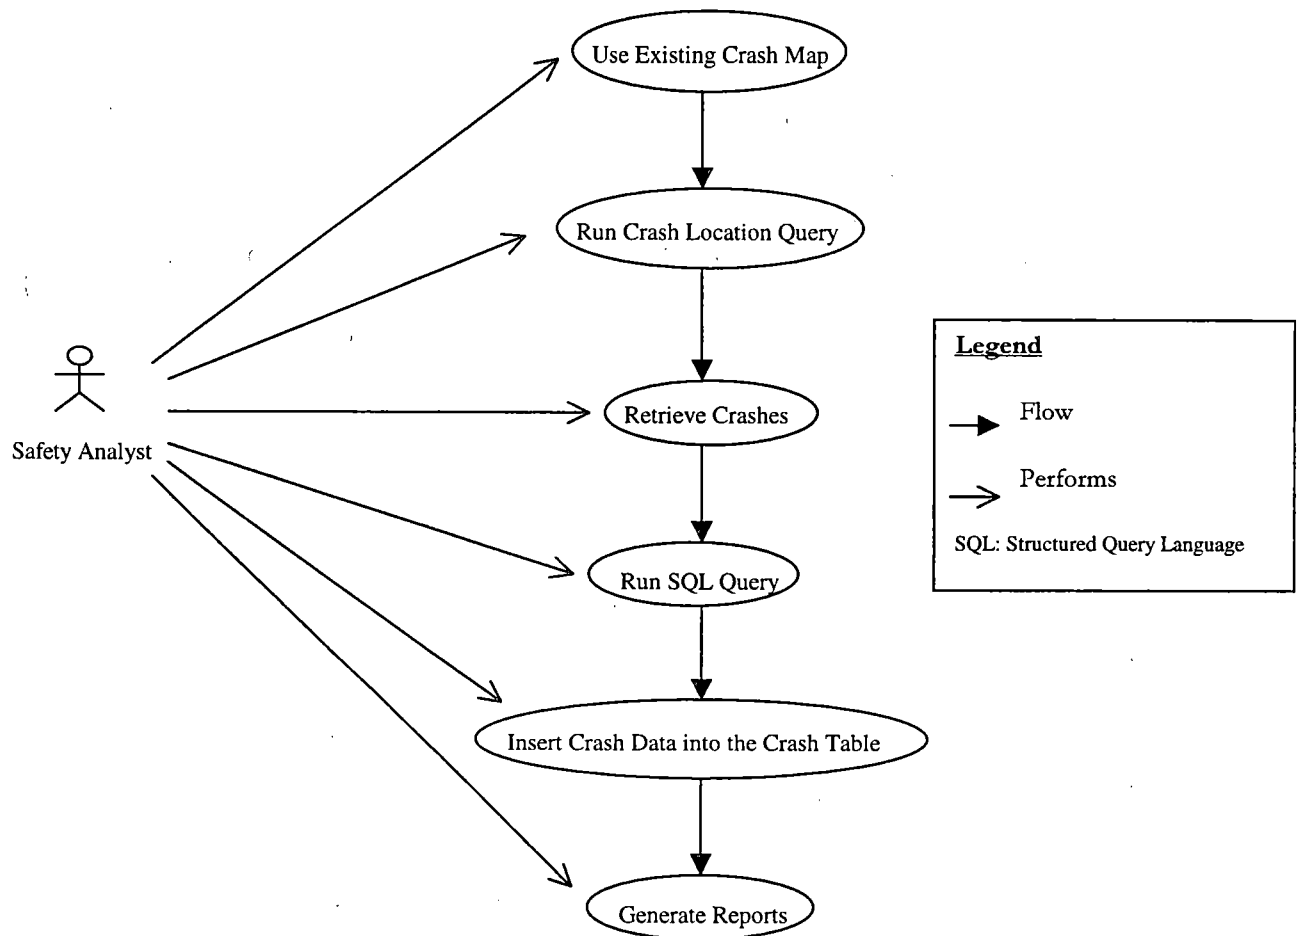 Use Existing Crash Map
Run Crash Location Query
Retrieve Crashes
Safety Analyst
Run SQL Query
Insert Crash Data into the Crash Table
Generate Reports
Legend
Flow
Performs
SQL: Structured Query Language